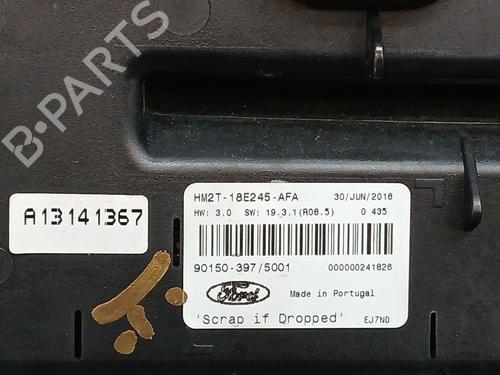 B-PARTS
A13141367
HM2T-18E245-AFA 30/JUN/2016
HW: 3.0 SW: 19.3.1(R08.5) 0 435
90150-397/5001 000000241826
Ford Made in Portugal
'Scrap if Dropped' EJ7ND